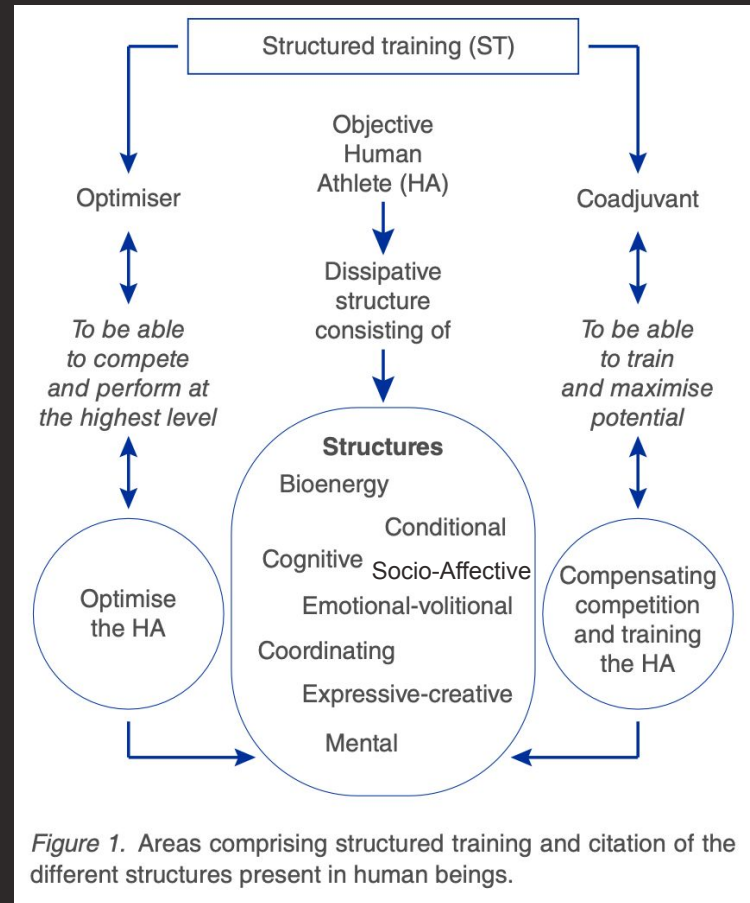 Structured training (ST)
Objective
Human
Athlete (HA)
Optimiser
Coadjuvant
Dissipative
structure
consisting of
To be able
to compete
and perform at
the highest level
To be able
to train
and maximise
potential
Structures
Bioenergy
Conditional
Cognitive
Socio-Affective
Emotional-volitional
Coordinating
Expressive-creative
Mental
Optimise
the HA
Compensating
competition
and training
the HA
Figure 1. Areas comprising structured training and citation of the
different structures present in human beings.